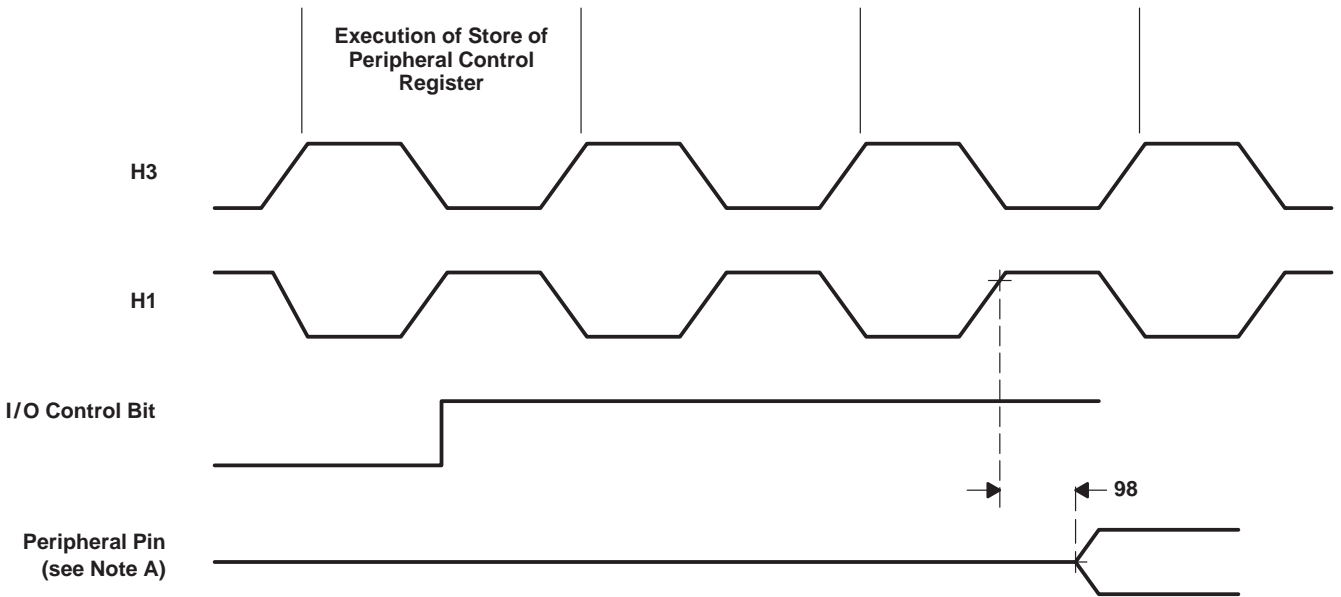 Execution of Store of
Peripheral Control
Register
H3
H1
I/O Control Bit
98
Peripheral Pin
(see Note A)